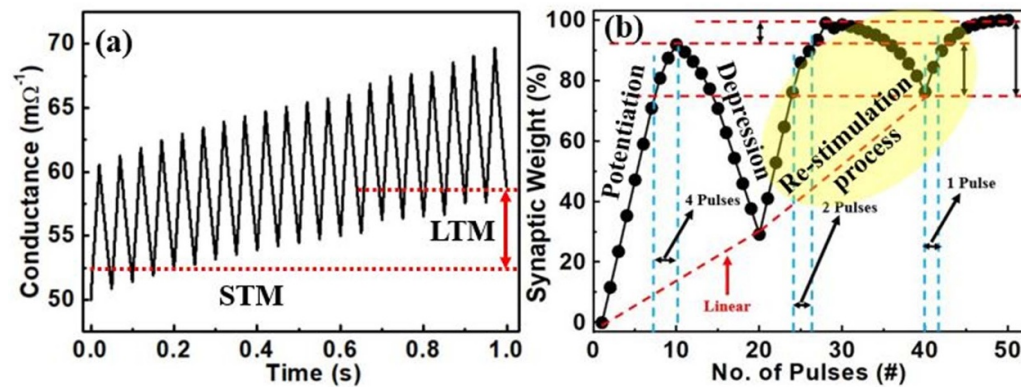 (a)
Conductance (mΩ⁻¹)
70
65
60
55
50
LTM
STM
0.0 0.2 0.4 0.6 0.8 1.0
Time (s)
(b)
Synaptic Weight (%)
100
80
60
40
20
0
Potentiation
Depression
Re-stimulation
process
4 Pulses
2 Pulses
1 Pulse
Linear
0 10 20 30 40 50
No. of Pulses (#)